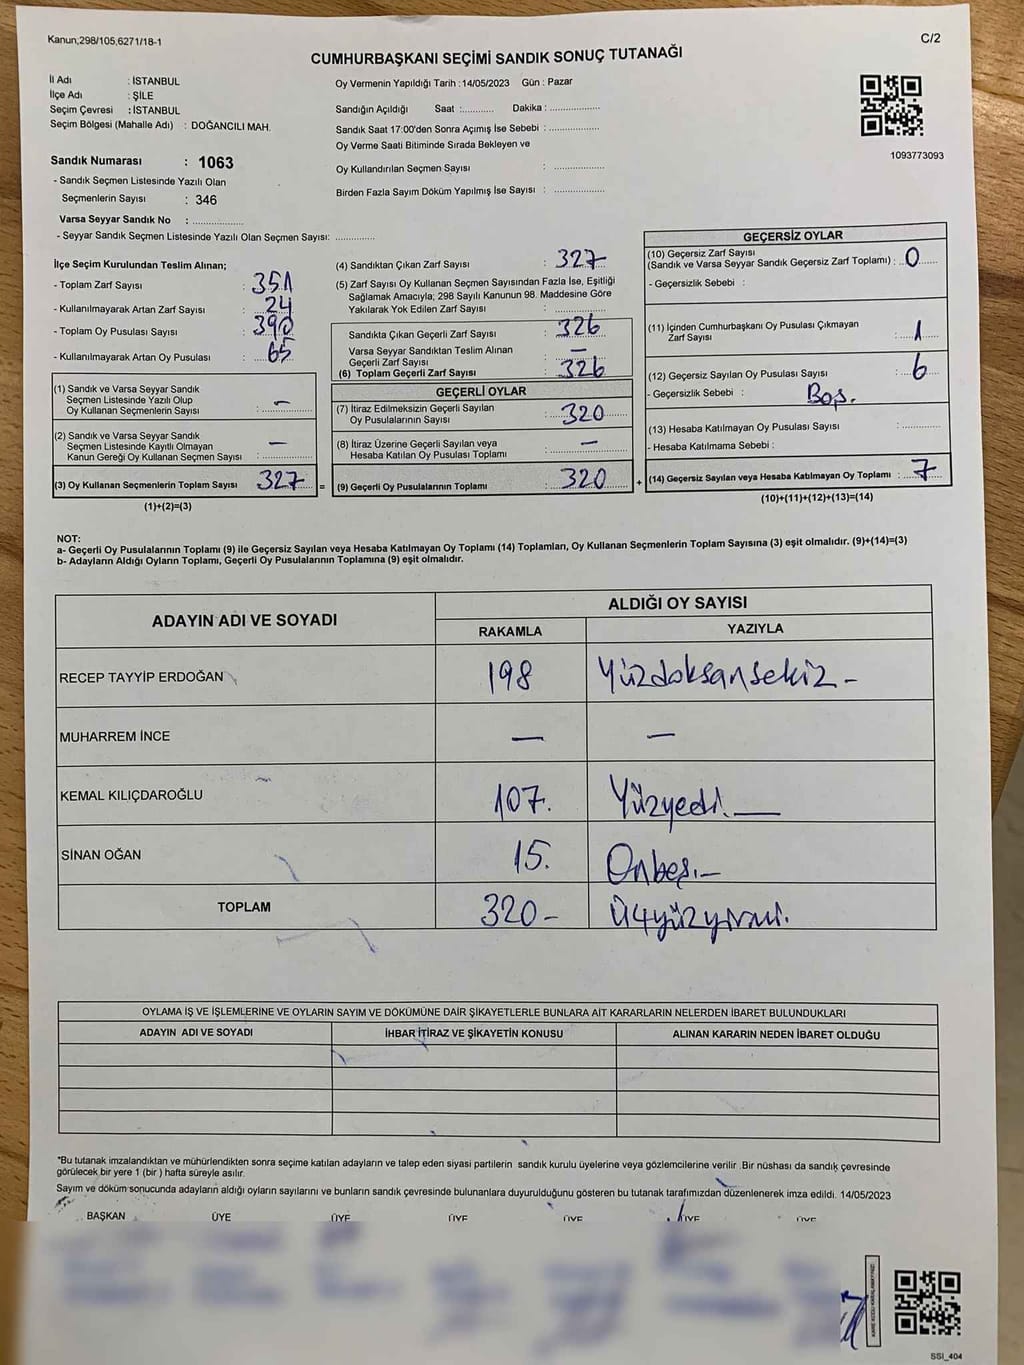 Kanun;298/105,6271/18-1
C/2
CUMHURBAŞKANI SEÇİMİ SANDIK SONUÇ TUTANAĞI
İl Adı : İSTANBUL
İlçe Adı : ŞİLE
Seçim Çevresi : İSTANBUL
Seçim Bölgesi (Mahalle Adı) : DOĞANCILI MAH.
Sandık Numarası : 1063
- Sandık Seçmen Listesinde Yazılı Olan
Seçmenlerin Sayısı : 346
Varsa Seyyar Sandık No : ....................
- Seyyar Sandık Seçmen Listesinde Yazılı Olan Seçmen Sayısı: ..............
Oy Vermenin Yapıldığı Tarih : 14/05/2023 Gün : Pazar
Sandığın Açıldığı Saat :........... Dakika : ..................
Sandık Saat 17:00'den Sonra Açımış İse Sebebi : ..................
Oy Verme Saati Bitiminde Sırada Bekleyen ve
Oy Kullandırılan Seçmen Sayısı : ..................
Birden Fazla Sayım Döküm Yapılmış İse Sayısı : ..................
1093773093
İlçe Seçim Kurulundan Teslim Alınan;
- Toplam Zarf Sayısı : 351
- Kullanılmayarak Artan Zarf Sayısı : 24
- Toplam Oy Pusulası Sayısı : 390
- Kullanılmayarak Artan Oy Pusulası : 65
(1) Sandık ve Varsa Seyyar Sandık
Seçmen Listesinde Yazılı Olup
Oy Kullanan Seçmenlerin Sayısı : –
(2) Sandık ve Varsa Seyyar Sandık
Seçmen Listesinde Kayıtlı Olmayan
Kanun Gereği Oy Kullanan Seçmen Sayısı : –
(3) Oy Kullanan Seçmenlerin Toplam Sayısı 327 =
(1)+(2)=(3)
(4) Sandıktan Çıkan Zarf Sayısı : 327
(5) Zarf Sayısı Oy Kullanan Seçmen Sayısından Fazla İse, Eşitliği
Sağlamak Amacıyla; 298 Sayılı Kanunun 98. Maddesine Göre
Yakılarak Yok Edilen Zarf Sayısı : ..................
Sandıkta Çıkan Geçerli Zarf Sayısı : 326
Varsa Seyyar Sandıktan Teslim Alınan
Geçerli Zarf Sayısı : –
(6) Toplam Geçerli Zarf Sayısı : 326
GEÇERLİ OYLAR
(7) İtiraz Edilmeksizin Geçerli Sayılan
Oy Pusulalarının Sayısı : 320
(8) İtiraz Üzerine Geçerli Sayılan veya
Hesaba Katılan Oy Pusulası Toplamı : –
(9) Geçerli Oy Pusulalarının Toplamı : 320 +
GEÇERSİZ OYLAR
(10) Geçersiz Zarf Sayısı
(Sandık ve Varsa Seyyar Sandık Geçersiz Zarf Toplamı) : 0
- Geçersizlik Sebebi :
(11) İçinden Cumhurbaşkanı Oy Pusulası Çıkmayan
Zarf Sayısı : 1
(12) Geçersiz Sayılan Oy Pusulası Sayısı : 6
- Geçersizlik Sebebi : Boş.
(13) Hesaba Katılmayan Oy Pusulası Sayısı : ..............
- Hesaba Katılmama Sebebi :
(14) Geçersiz Sayılan veya Hesaba Katılmayan Oy Toplamı : 7
(10)+(11)+(12)+(13)=(14)
NOT:
a- Geçerli Oy Pusulalarının Toplamı (9) ile Geçersiz Sayılan veya Hesaba Katılmayan Oy Toplamı (14) Toplamları, Oy Kullanan Seçmenlerin Toplam Sayısına (3) eşit olmalıdır. (9)+(14)=(3)
b- Adayların Aldığı Oyların Toplamı, Geçerli Oy Pusulalarının Toplamına (9) eşit olmalıdır.
ADAYIN ADI VE SOYADI
ALDIĞI OY SAYISI
RAKAMLA YAZIYLA
RECEP TAYYİP ERDOĞAN 198 Yüzdoksansekiz –
MUHARREM İNCE – –
KEMAL KILIÇDAROĞLU 107. Yüzyedi. —
SİNAN OĞAN 15. Onbeş. –
TOPLAM 320 – Üçyüzyirmi.
OYLAMA İŞ VE İŞLEMLERİNE VE OYLARIN SAYIM VE DÖKÜMÜNE DAİR ŞİKAYETLERLE BUNLARA AİT KARARLARIN NELERDEN İBARET BULUNDUKLARI
ADAYIN ADI VE SOYADI İHBAR İTİRAZ VE ŞİKAYETİN KONUSU ALINAN KARARIN NEDEN İBARET OLDUĞU
*Bu tutanak imzalandıktan ve mühürlendikten sonra seçime katılan adayların ve talep eden siyasi partilerin sandık kurulu üyelerine veya gözlemcilerine verilir .Bir nüshası da sandık çevresinde
görülecek bir yere 1 (bir ) hafta süreyle asılır.
Sayım ve döküm sonucunda adayların aldığı oyların sayılarını ve bunların sandık çevresinde bulunanlara duyurulduğunu gösteren bu tutanak tarafımızdan düzenlenerek imza edildi. 14/05/2023
BAŞKAN ÜYE ÜYE ÜYE ÜYE ÜYE ÜYE
SSI_404